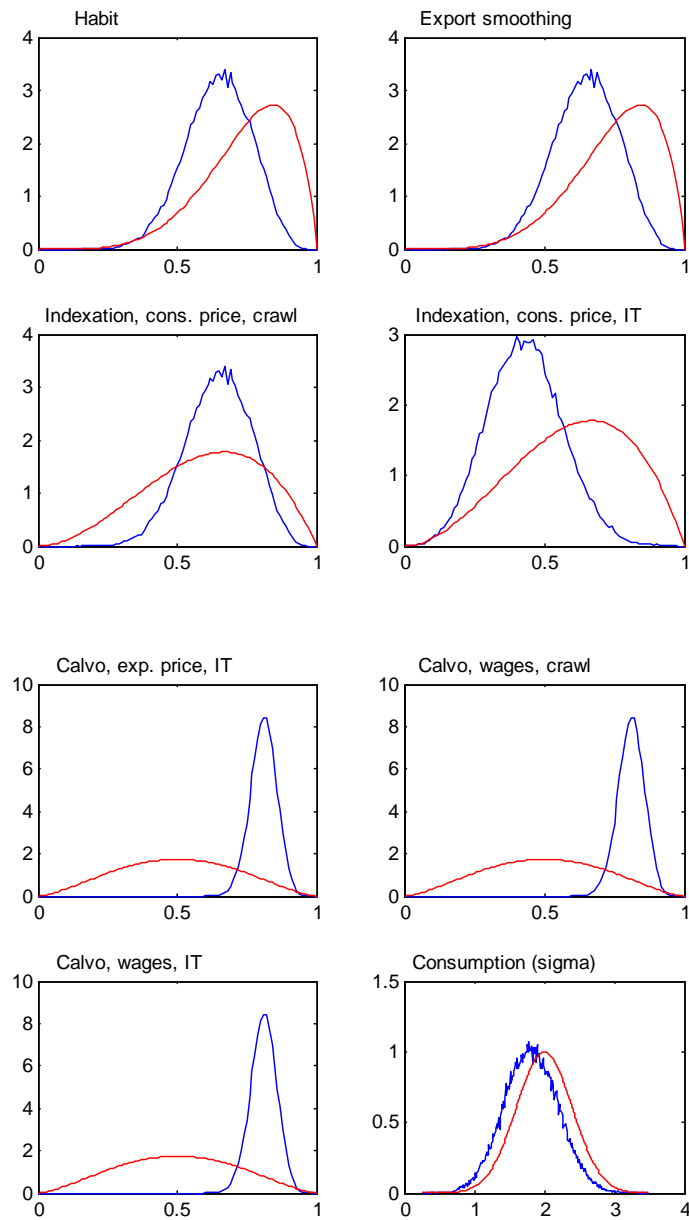 Habit
Export smoothing
4
3
2
1
0
0 0.5 1
4
3
2
1
0
0 0.5 1
Indexation, cons. price, crawl
Indexation, cons. price, IT
4
3
2
1
0
0 0.5 1
3
2
1
0
0 0.5 1
Calvo, exp. price, IT
Calvo, wages, crawl
10
8
6
4
2
0
0 0.5 1
10
8
6
4
2
0
0 0.5 1
Calvo, wages, IT
Consumption (sigma)
10
8
6
4
2
0
0 0.5 1
1.5
1
0.5
0
0 1 2 3 4